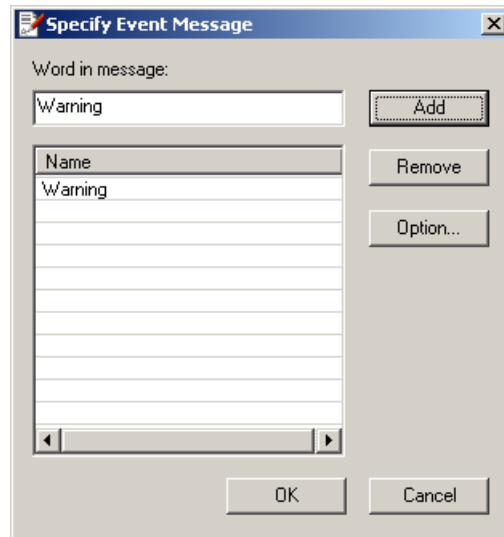 Specify Event Message
Word in message:
Warning
Add
Name
Remove
Warning
Option...
OK
Cancel